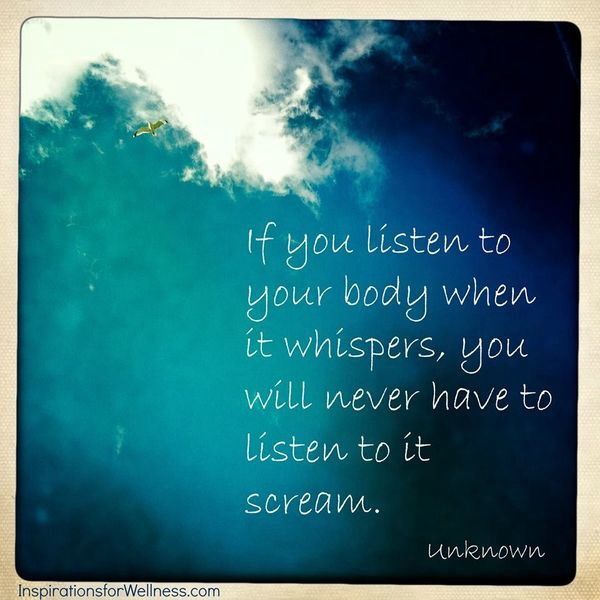 If you listen to
your body when
it whispers, you
will never have to
listen to it
scream.
unknown
InspirationsforWellness.com